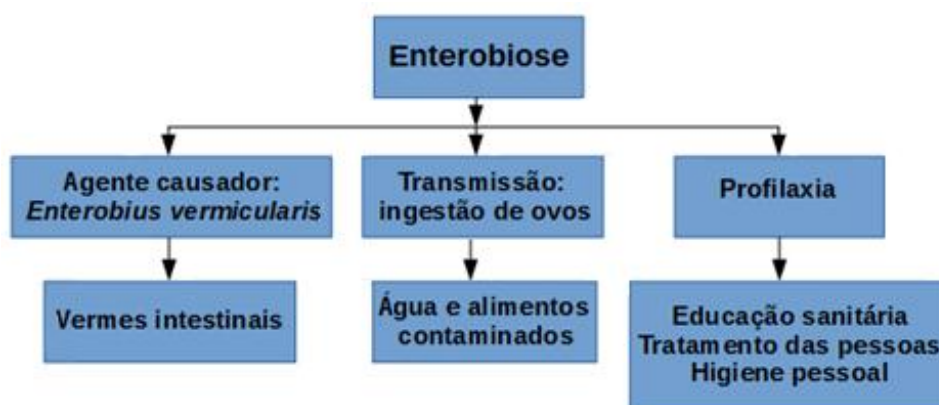 Enterobiose
Agente causador:
Enterobius vermicularis
Transmissão:
ingestão de ovos
Profilaxia
Vermes intestinais
Água e alimentos
contaminados
Educação sanitária
Tratamento das pessoas
Higiene pessoal